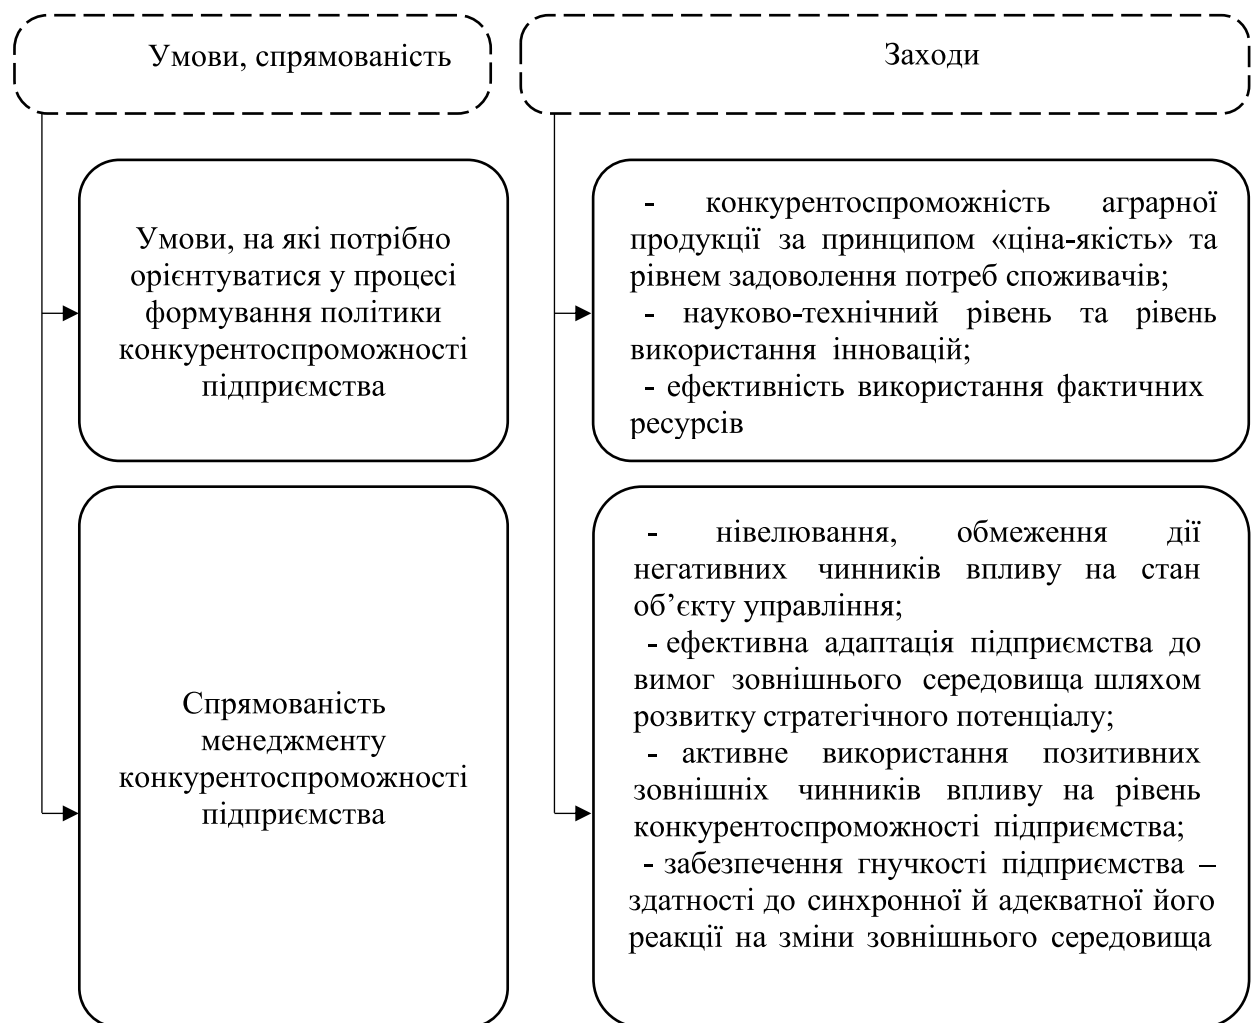 Умови, спрямованість
Заходи
Умови, на які потрібно
орієнтуватися у процесі
формування політики
конкурентоспроможності
підприємства
- конкурентоспроможність аграрної
продукції за принципом «ціна-якість» та
рівнем задоволення потреб споживачів;
- науково-технічний рівень та рівень
використання інновацій;
- ефективність використання фактичних
ресурсів
Спрямованість
менеджменту
конкурентоспроможності
підприємства
- нівелювання, обмеження дії
негативних чинників впливу на стан
об’єкту управління;
- ефективна адаптація підприємства до
вимог зовнішнього середовища шляхом
розвитку стратегічного потенціалу;
- активне використання позитивних
зовнішніх чинників впливу на рівень
конкурентоспроможності підприємства;
- забезпечення гнучкості підприємства –
здатності до синхронної й адекватної його
реакції на зміни зовнішнього середовища